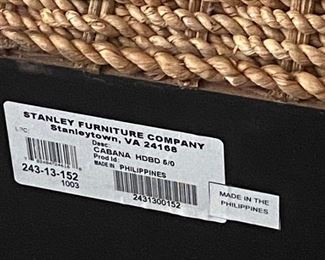 STANLEY FURNITURE COMPANY
Stanleytown, VA 24168
Desc:
CABANA HDBD 6/0
Prod Id:
MADE IN PHILIPPINES
243-13-152
1003
2431300152
MADE IN THE
PHILIPPINES